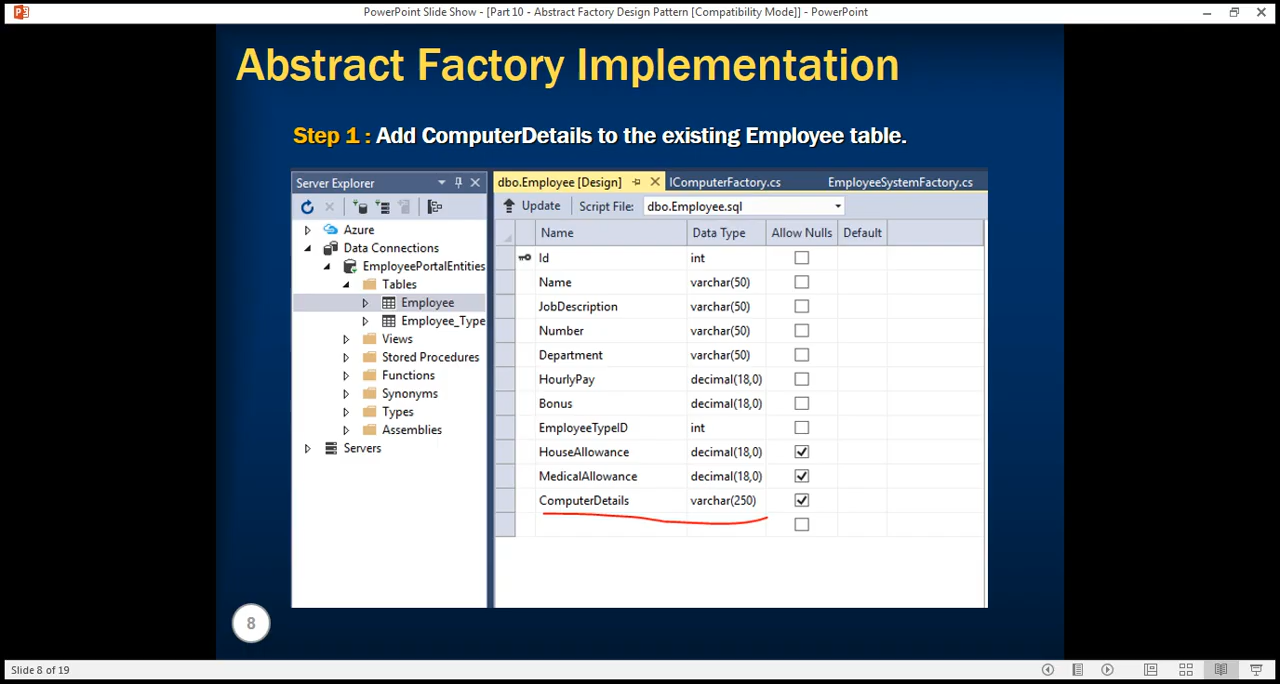 PowerPoint Slide Show - [Part 10 - Abstract Factory Design Pattern [Compatibility Mode]] - PowerPoint
Abstract Factory Implementation
Step 1 : Add ComputerDetails to the existing Employee table.
Server Explorer
Azure
Data Connections
EmployeePortalEntities
Tables
Employee
Employee_Type
Views
Stored Procedures
Functions
Synonyms
Types
Assemblies
Servers
dbo.Employee [Design] IComputerFactory.cs EmployeeSystemFactory.cs
Update Script File: dbo.Employee.sql
Name Data Type Allow Nulls Default
Id int
Name varchar(50)
JobDescription varchar(50)
Number varchar(50)
Department varchar(50)
HourlyPay decimal(18,0)
Bonus decimal(18,0)
EmployeeTypeID int
HouseAllowance decimal(18,0)
MedicalAllowance decimal(18,0)
ComputerDetails varchar(250)
8
Slide 8 of 19